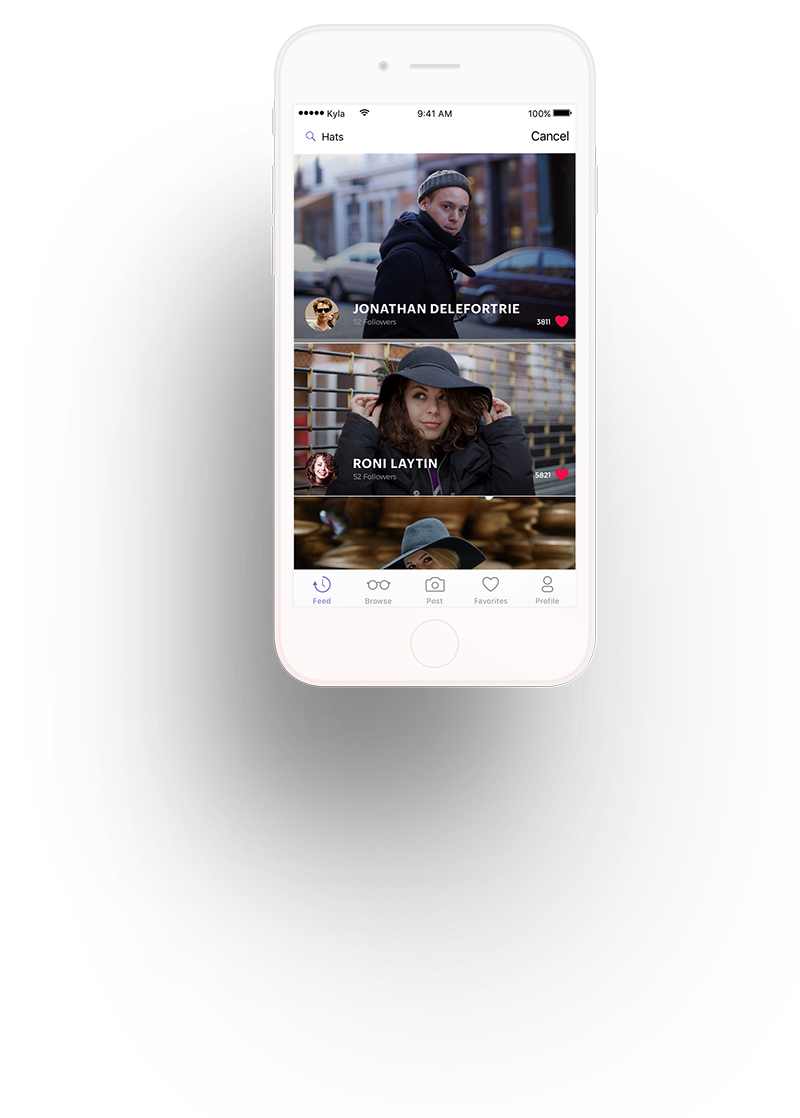 Kyla 9:41 AM 100%
Hats Cancel
JONATHAN DELEFORTRIE
52 Followers 3811
RONI LAYTIN
52 Followers 5821
Feed Browse Post Favorites Profile